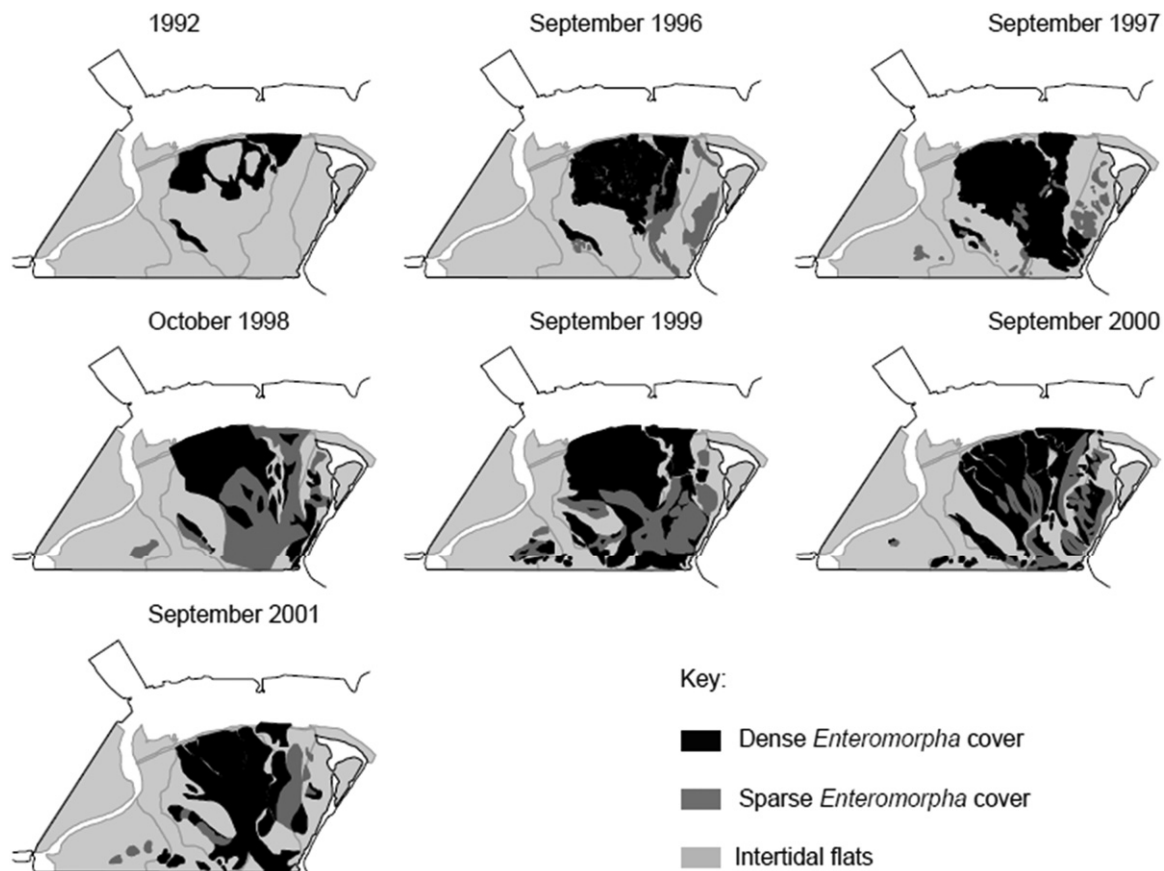 1992
September 1996
September 1997
October 1998
September 1999
September 2000
September 2001
Key:
Dense Enteromorpha cover
Sparse Enteromorpha cover
Intertidal flats